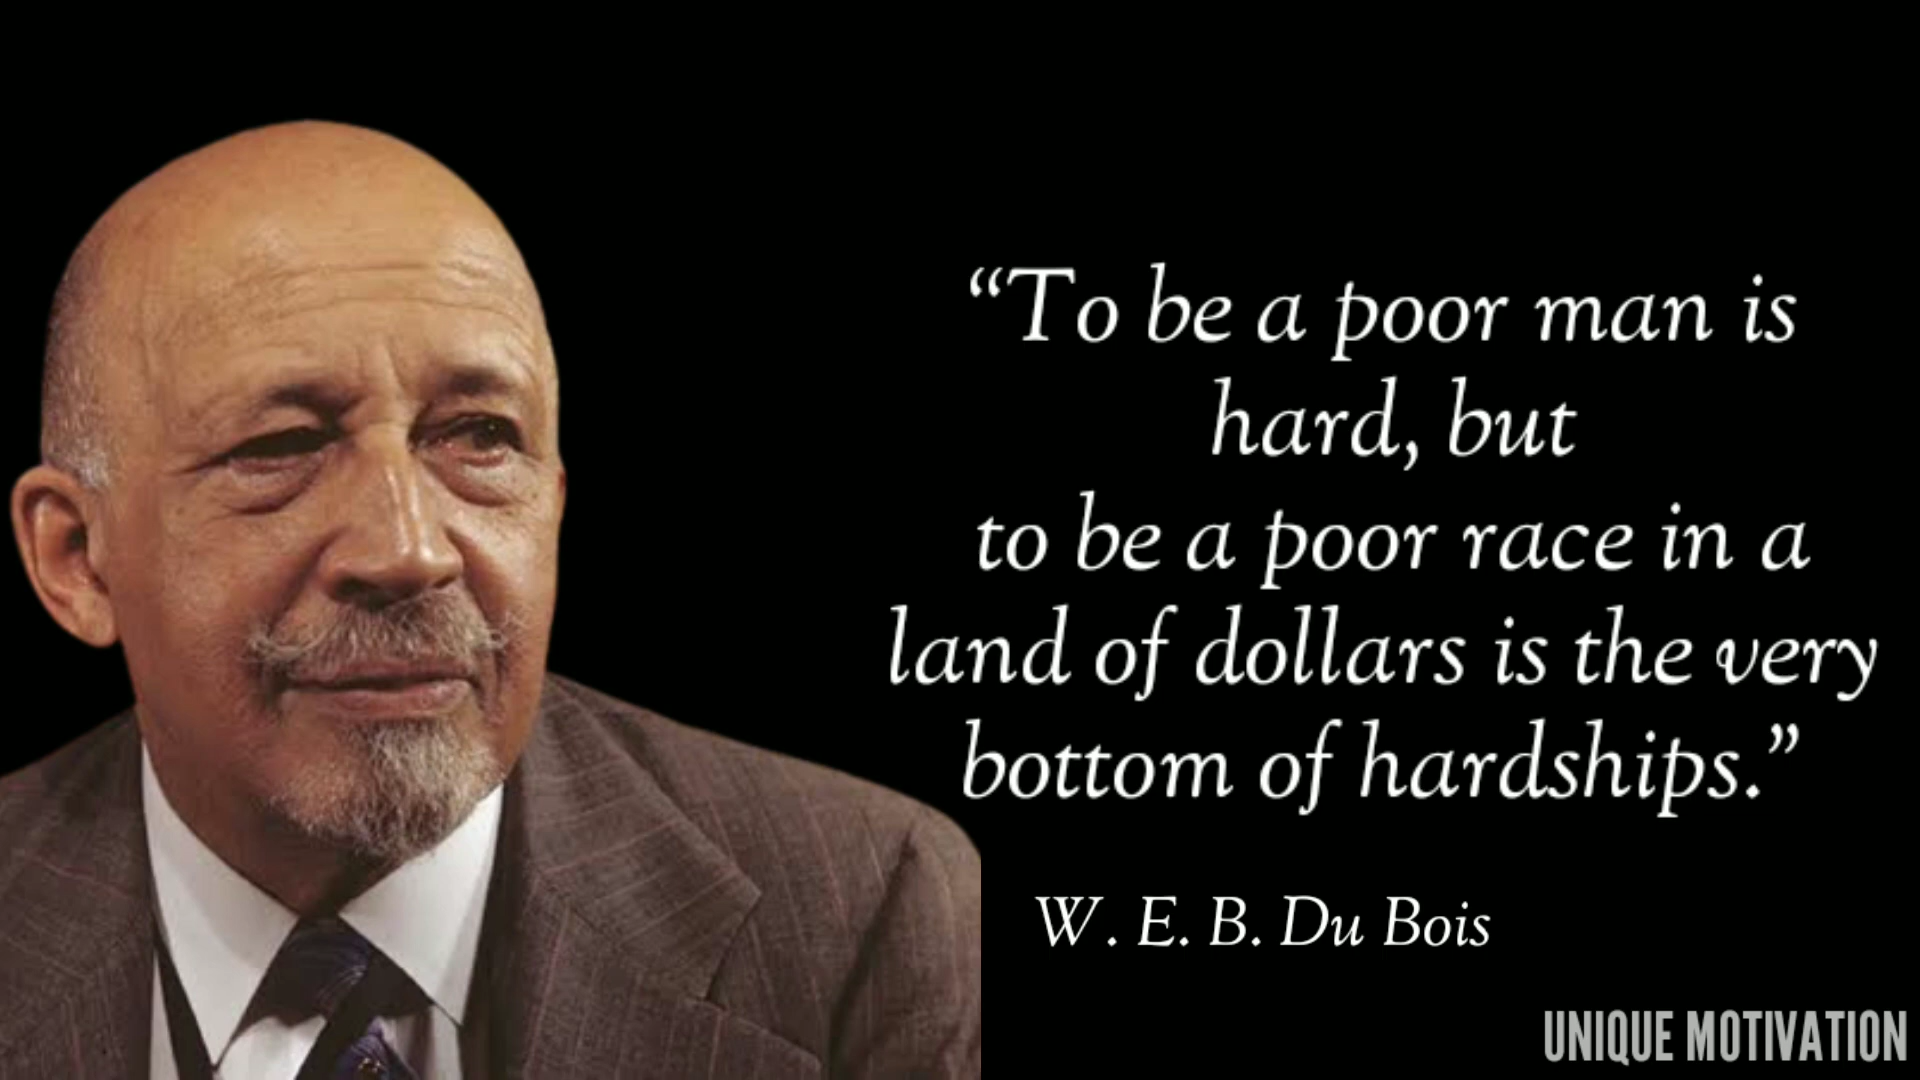 “To be a poor man is
hard, but
to be a poor race in a
land of dollars is the very
bottom of hardships.”
W. E. B. Du Bois
UNIQUE MOTIVATION